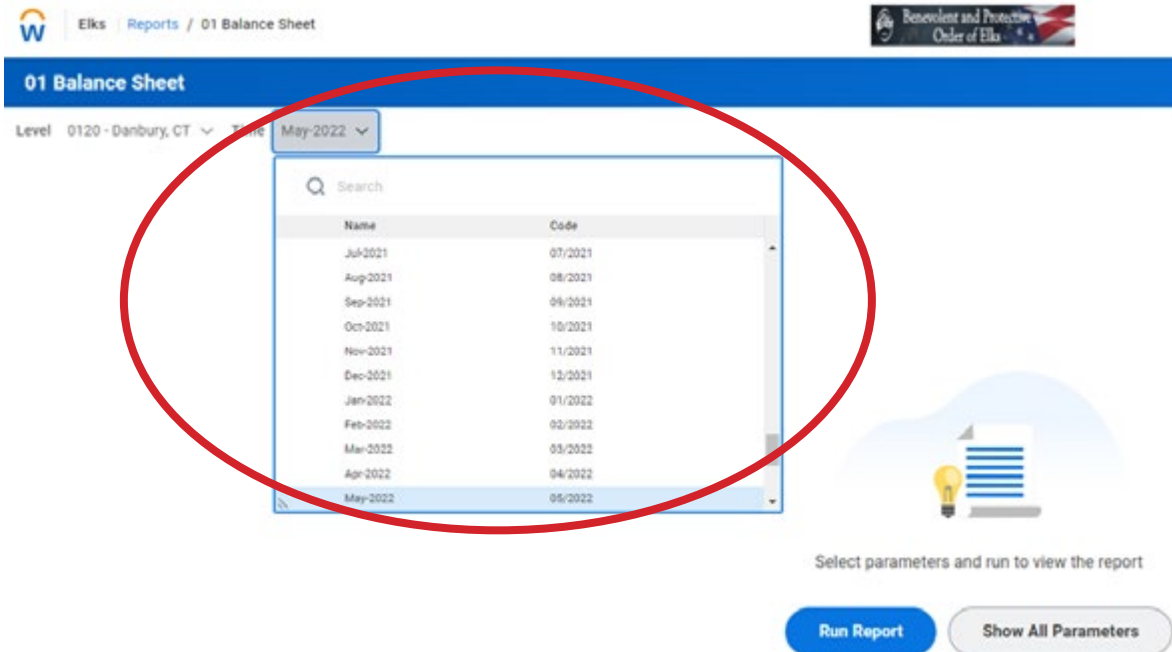 W Elks Reports / 01 Balance Sheet
Benevolent and Protective
Order of Elks
01 Balance Sheet
Level 0120 - Danbury, CT Time May-2022
Search
Name Code
Jul-2021 07/2021
Aug-2021 08/2021
Sep-2021 09/2021
Oct-2021 10/2021
Nov-2021 11/2021
Dec-2021 12/2021
Jan-2022 01/2022
Feb-2022 02/2022
Mar-2022 03/2022
Apr-2022 04/2022
May-2022 05/2022
Select parameters and run to view the report
Run Report Show All Parameters